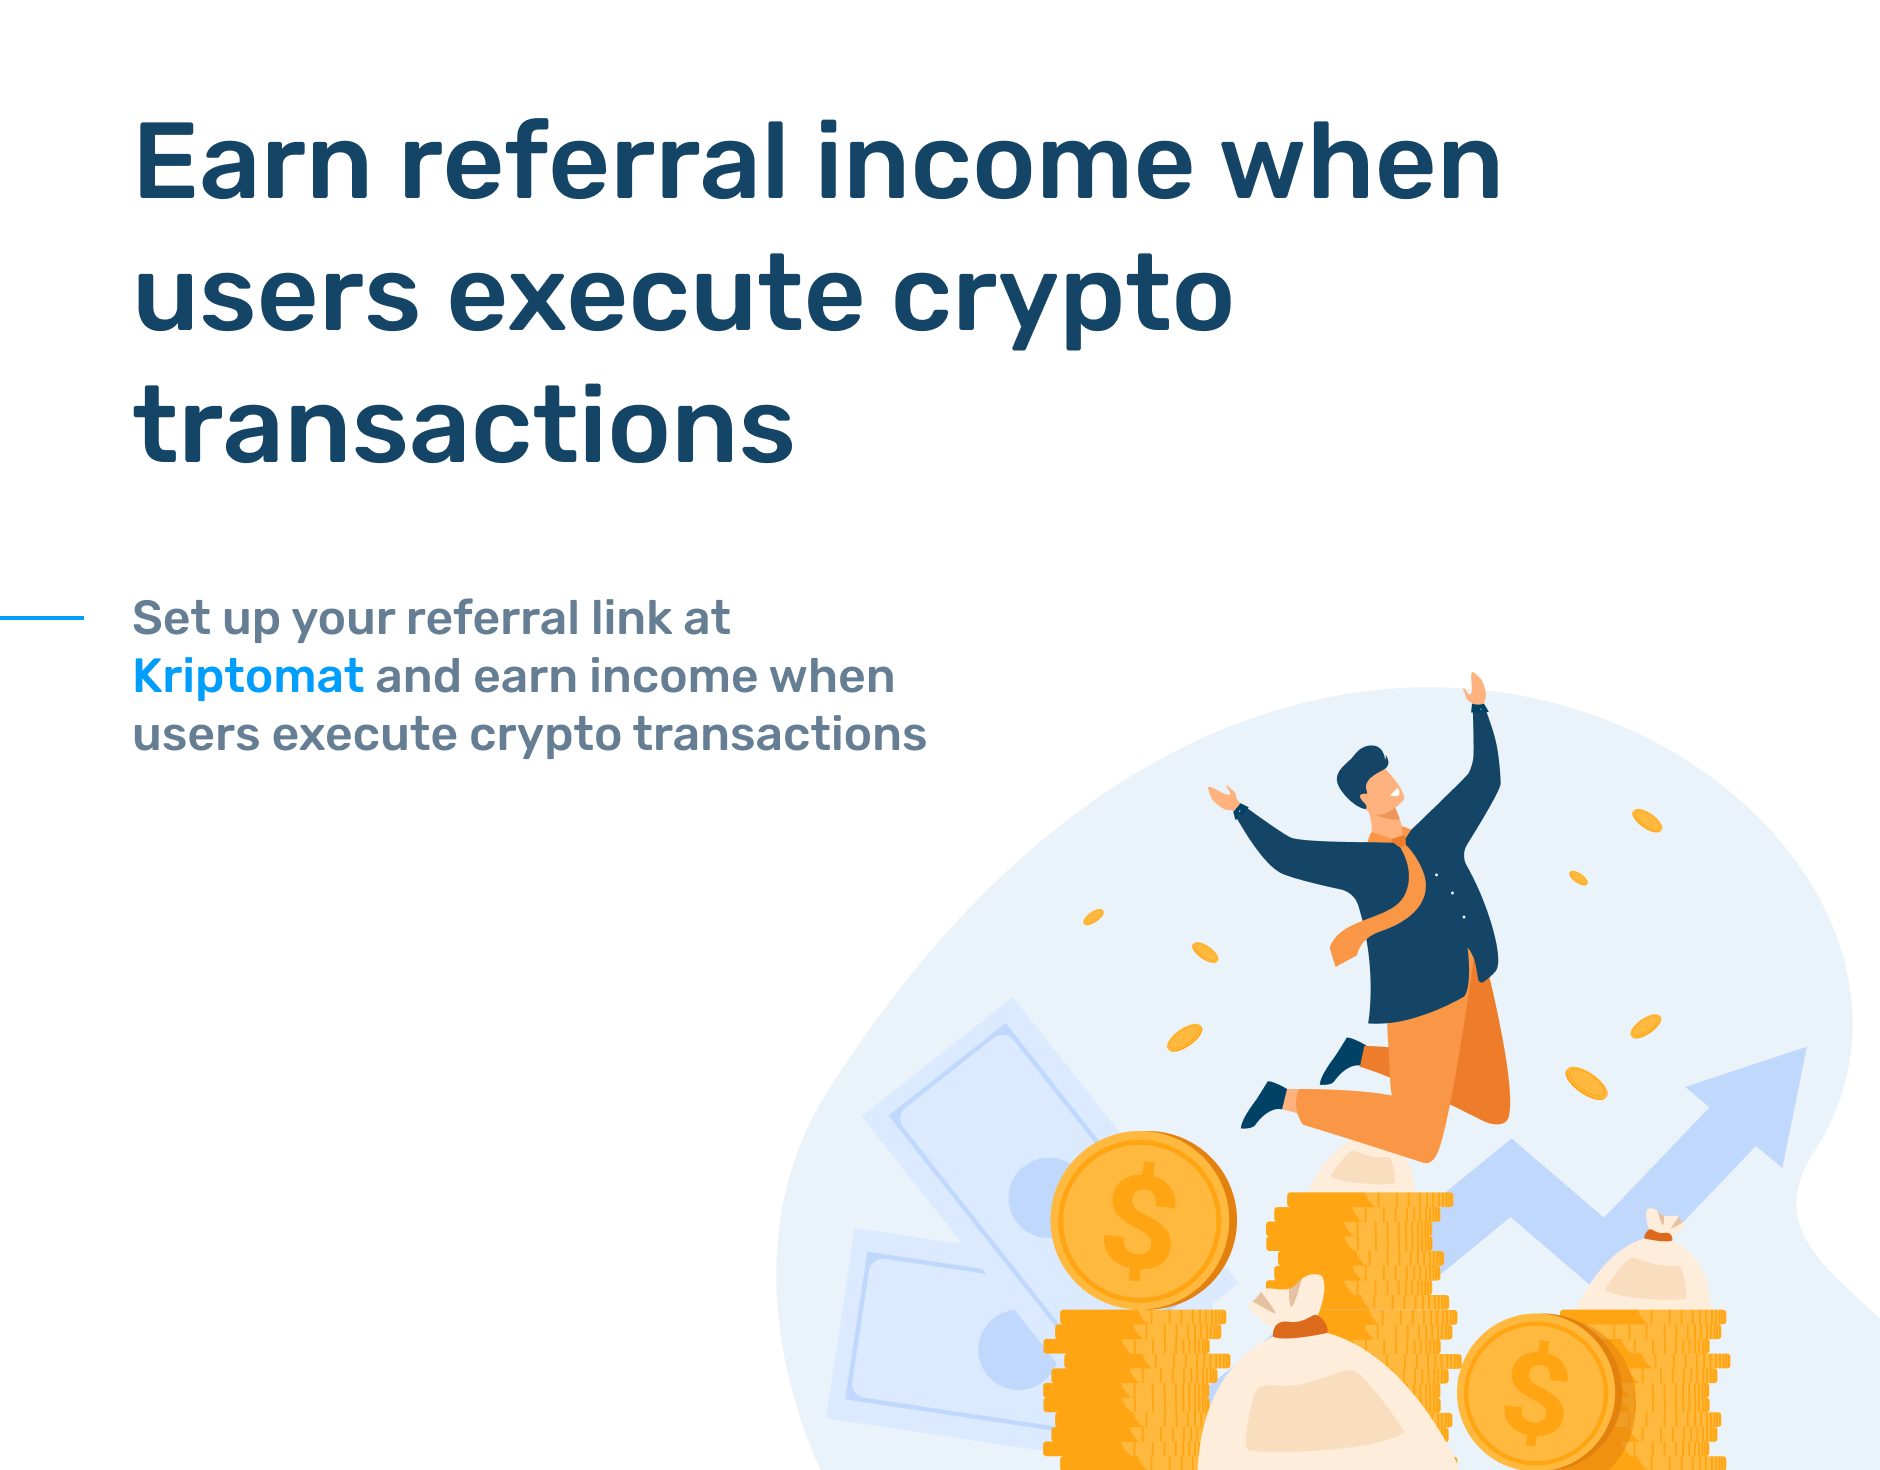 Earn referral income when
users execute crypto
transactions
Set up your referral link at
Kriptomat and earn income when
users execute crypto transactions
$
$